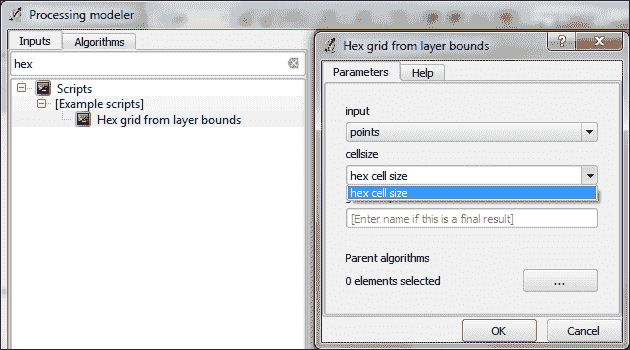 Processing modeler
Inputs
Algorithms
hex
Scripts
[Example scripts]
Hex grid from layer bounds
Hex grid from layer bounds
?
Parameters
Help
input
points
cellsize
hex cell size
hex cell size
[Enter name if this is a final result]
Parent algorithms
0 elements selected
...
OK
Cancel